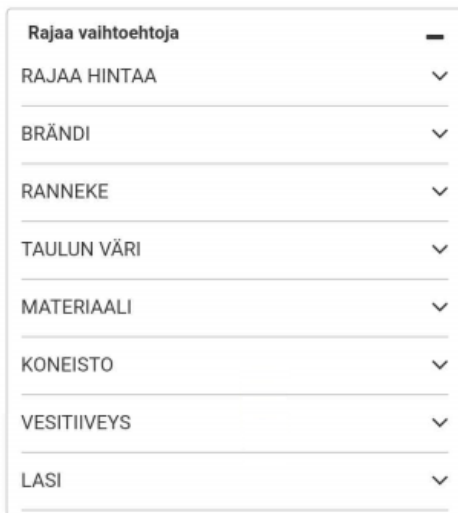 Rajaa vaihtoehtoja
RAJAA HINTAA
BRÄNDI
RANNEKE
TAULUN VÄRI
MATERIAALI
KONEISTO
VESITIIVEYS
LASI